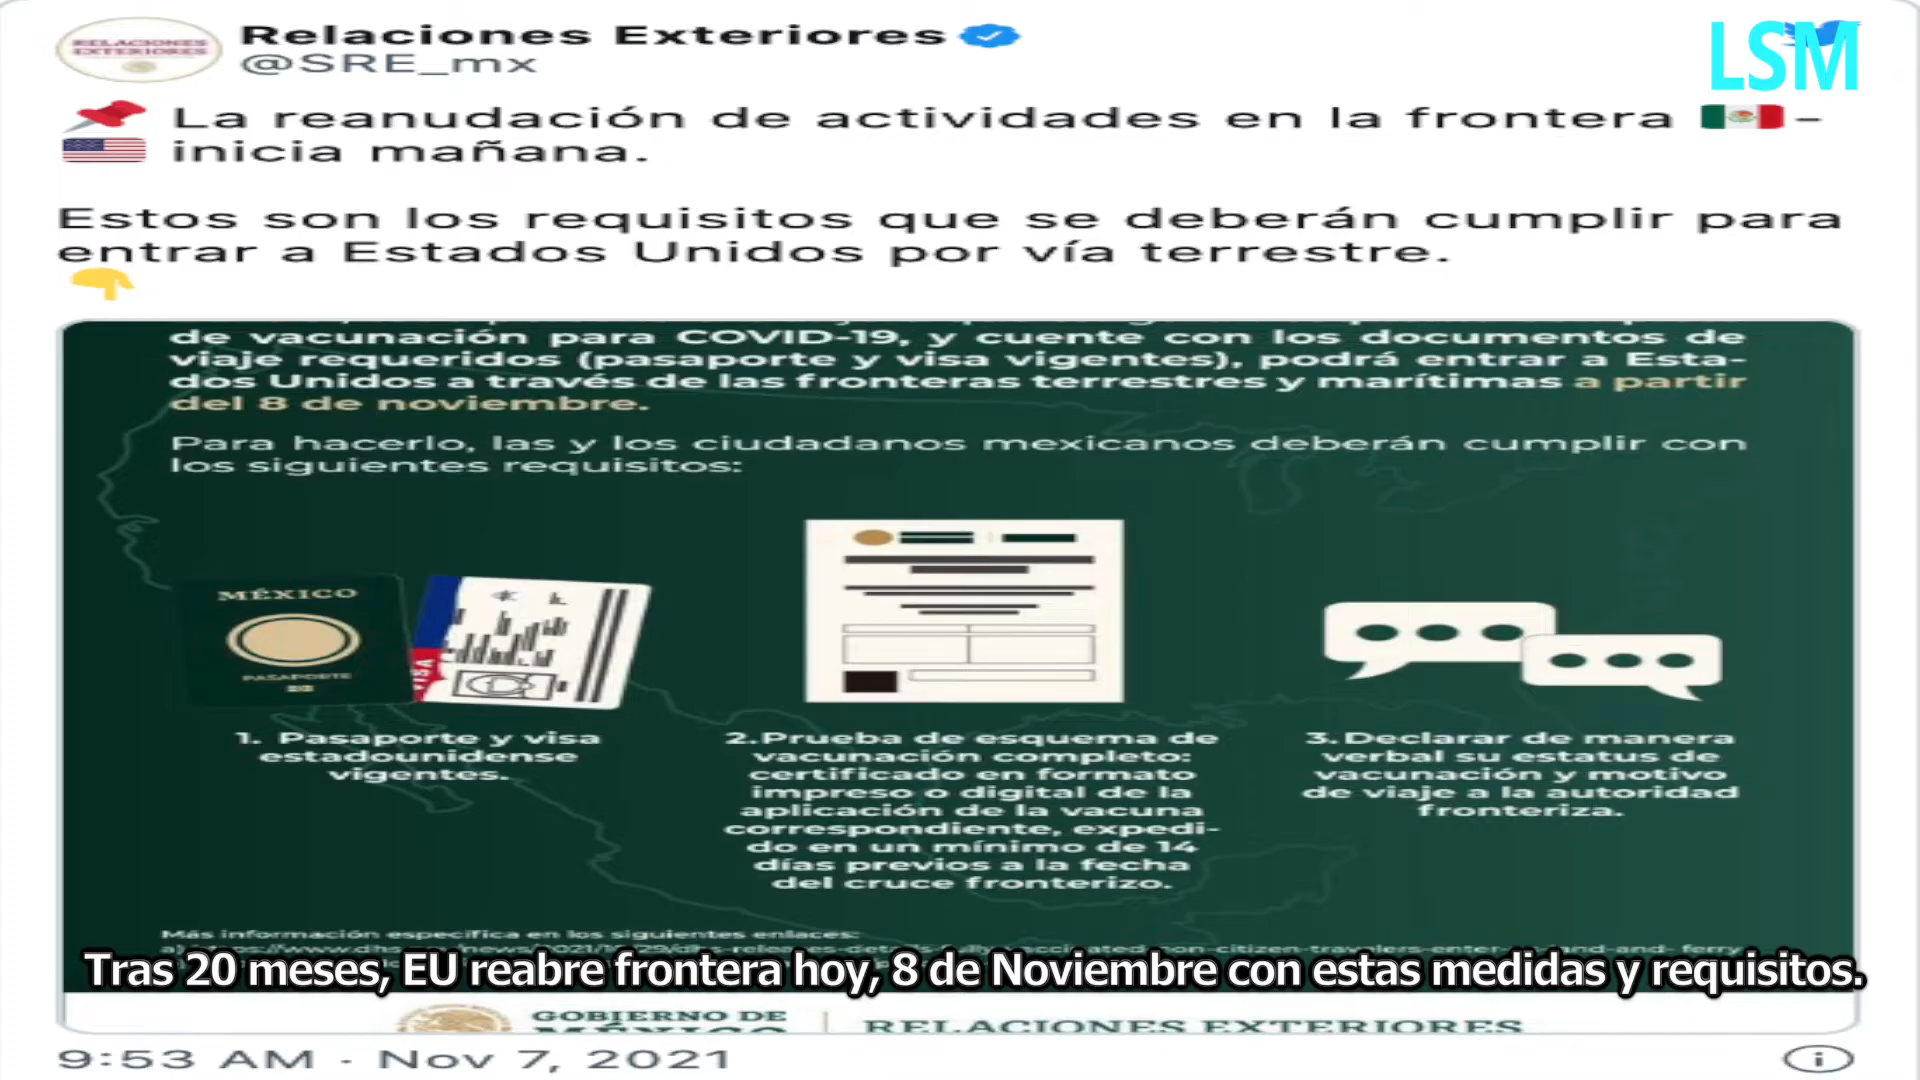 Relaciones Exteriores
@SRE_mx
LSM
RELACIONES
EXTERIORES
La reanudación de actividades en la frontera -
inicia mañana.
Estos son los requisitos que se deberán cumplir para
entrar a Estados Unidos por vía terrestre.
de vacunación para COVID-19, y cuente con los documentos de
viaje requeridos (pasaporte y visa vigentes), podrá entrar a Esta-
dos Unidos a través de las fronteras terrestres y marítimas a partir
del 8 de noviembre.
Para hacerlo, las y los ciudadanos mexicanos deberán cumplir con
los siguientes requisitos:
MÉXICO
PASAPORTE
VISA
1. Pasaporte y visa
estadounidense
vigentes.
2.Prueba de esquema de
vacunación completo:
certificado en formato
impreso o digital de la
aplicación de la vacuna
correspondiente, expedi-
do en un mínimo de 14
días previos a la fecha
del cruce fronterizo.
3.Declarar de manera
verbal su estatus de
vacunación y motivo
de viaje a la autoridad
fronteriza.
Más información específica en los siguientes enlaces:
Tras 20 meses, EU reabre frontera hoy, 8 de Noviembre con estas medidas y requisitos.
GOBIERNO DE
MÉXICO
RELACIONES EXTERIORES
9:53 AM · Nov 7, 2021